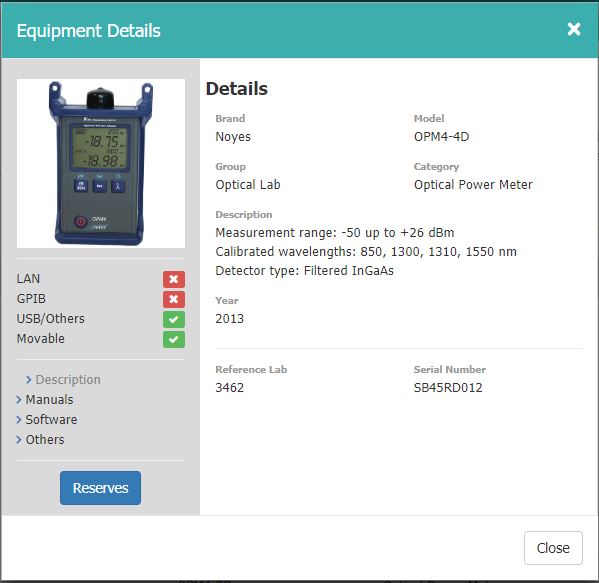 Equipment Details
-18.75
-18.98
OPM4
LAN
GPIB
USB/Others
Movable
Description
Manuals
Software
Others
Reserves
Details
Brand
Model
Noyes
OPM4-4D
Group
Category
Optical Lab
Optical Power Meter
Description
Measurement range: -50 up to +26 dBm
Calibrated wavelengths: 850, 1300, 1310, 1550 nm
Detector type: Filtered InGaAs
Year
2013
Reference Lab
Serial Number
3462
SB45RD012
Close